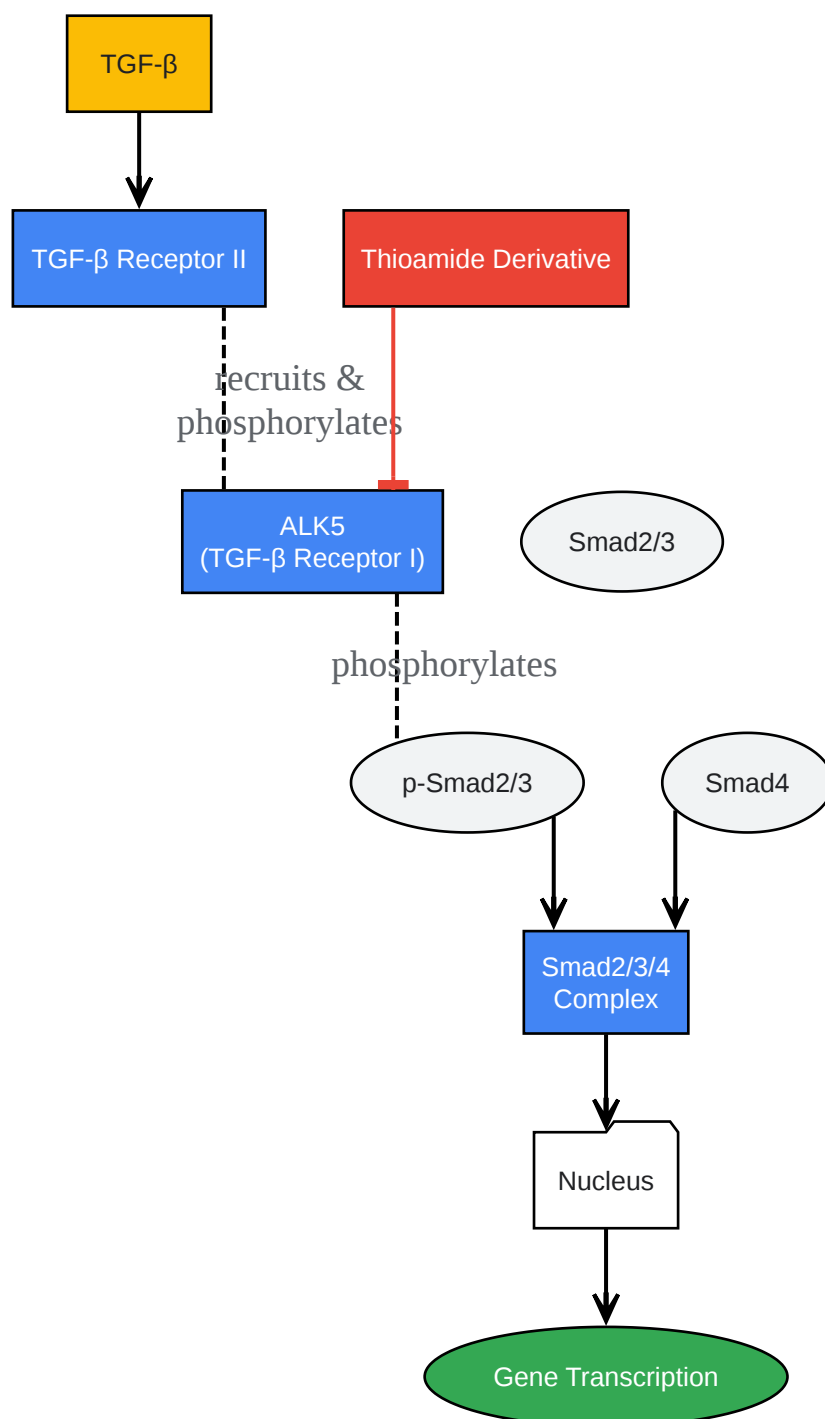 TGF-β
TGF-β Receptor II
Thioamide Derivative
recruits &
phosphorylates
ALK5
(TGF-β Receptor I)
Smad2/3
phosphorylates
p-Smad2/3
Smad4
Smad2/3/4
Complex
Nucleus
Gene Transcription